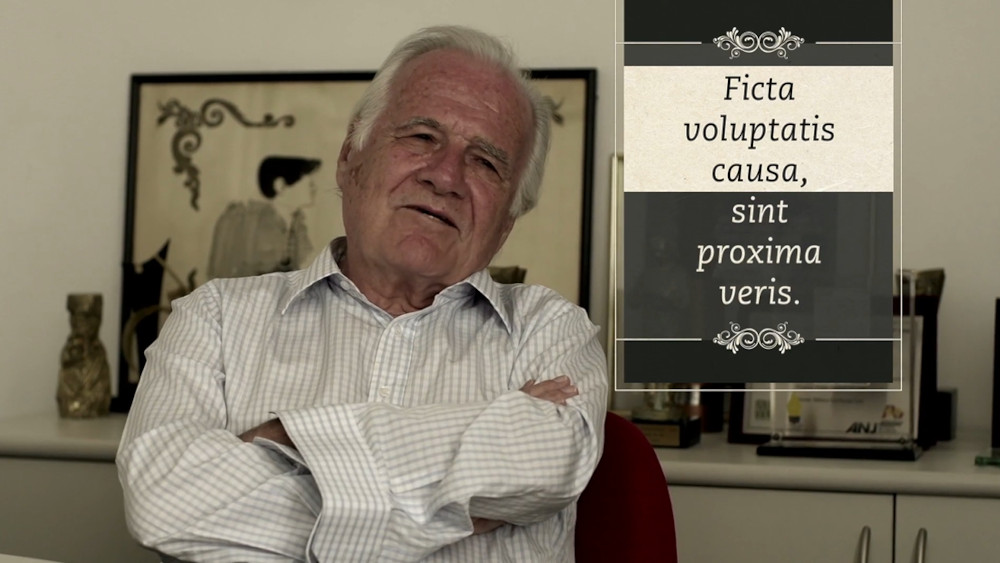 Ficta
voluptatis
causa,
sint
proxima
veris.
ANJ